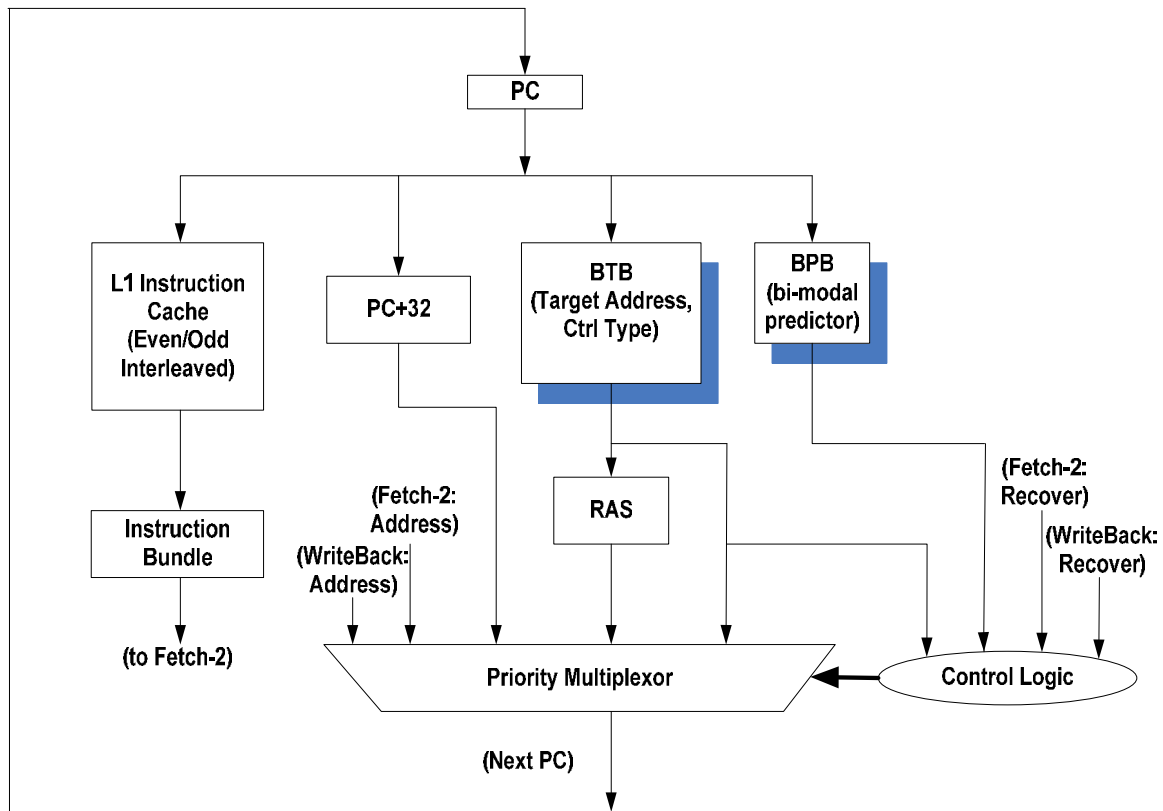 PC
L1 Instruction
Cache
(Even/Odd
Interleaved)
PC+32
BTB
(Target Address,
Ctrl Type)
BPB
(bi-modal
predictor)
Instruction
Bundle
(to Fetch-2)
(WriteBack:
Address)
(Fetch-2:
Address)
RAS
(Fetch-2:
Recover)
(WriteBack:
Recover)
Priority Multiplexor
Control Logic
(Next PC)